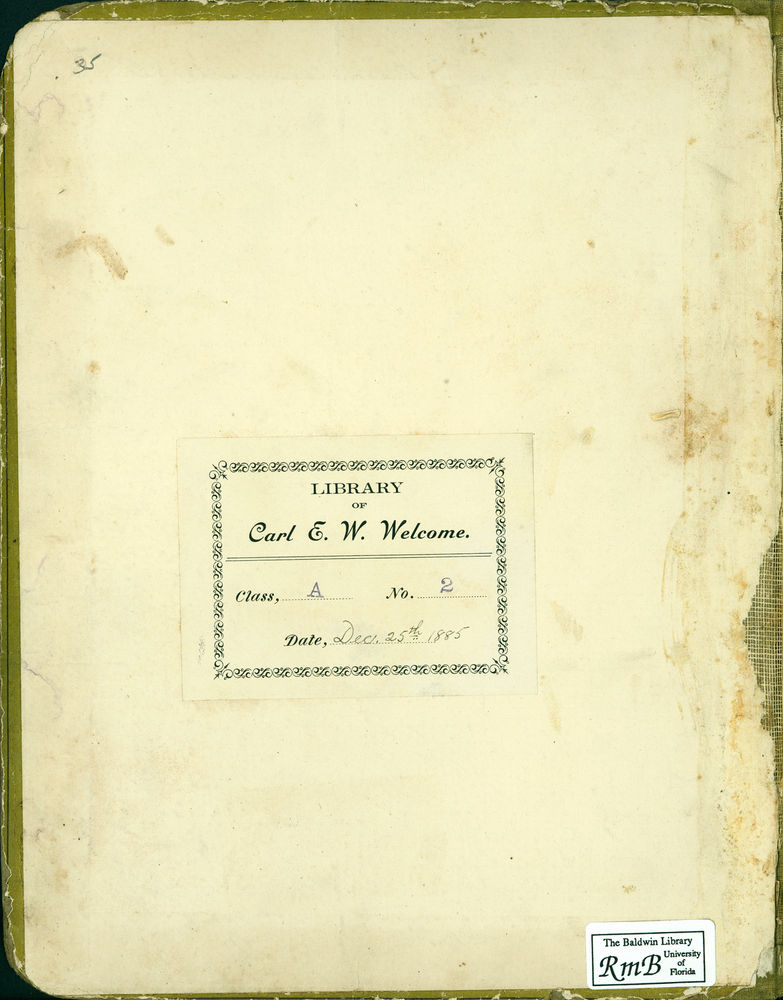 35
LIBRARY
OF
Carl E. W. Welcome.
Class, A No. 2
Date, Dec. 25th 1885
The Baldwin Library
RmB University
of
Florida